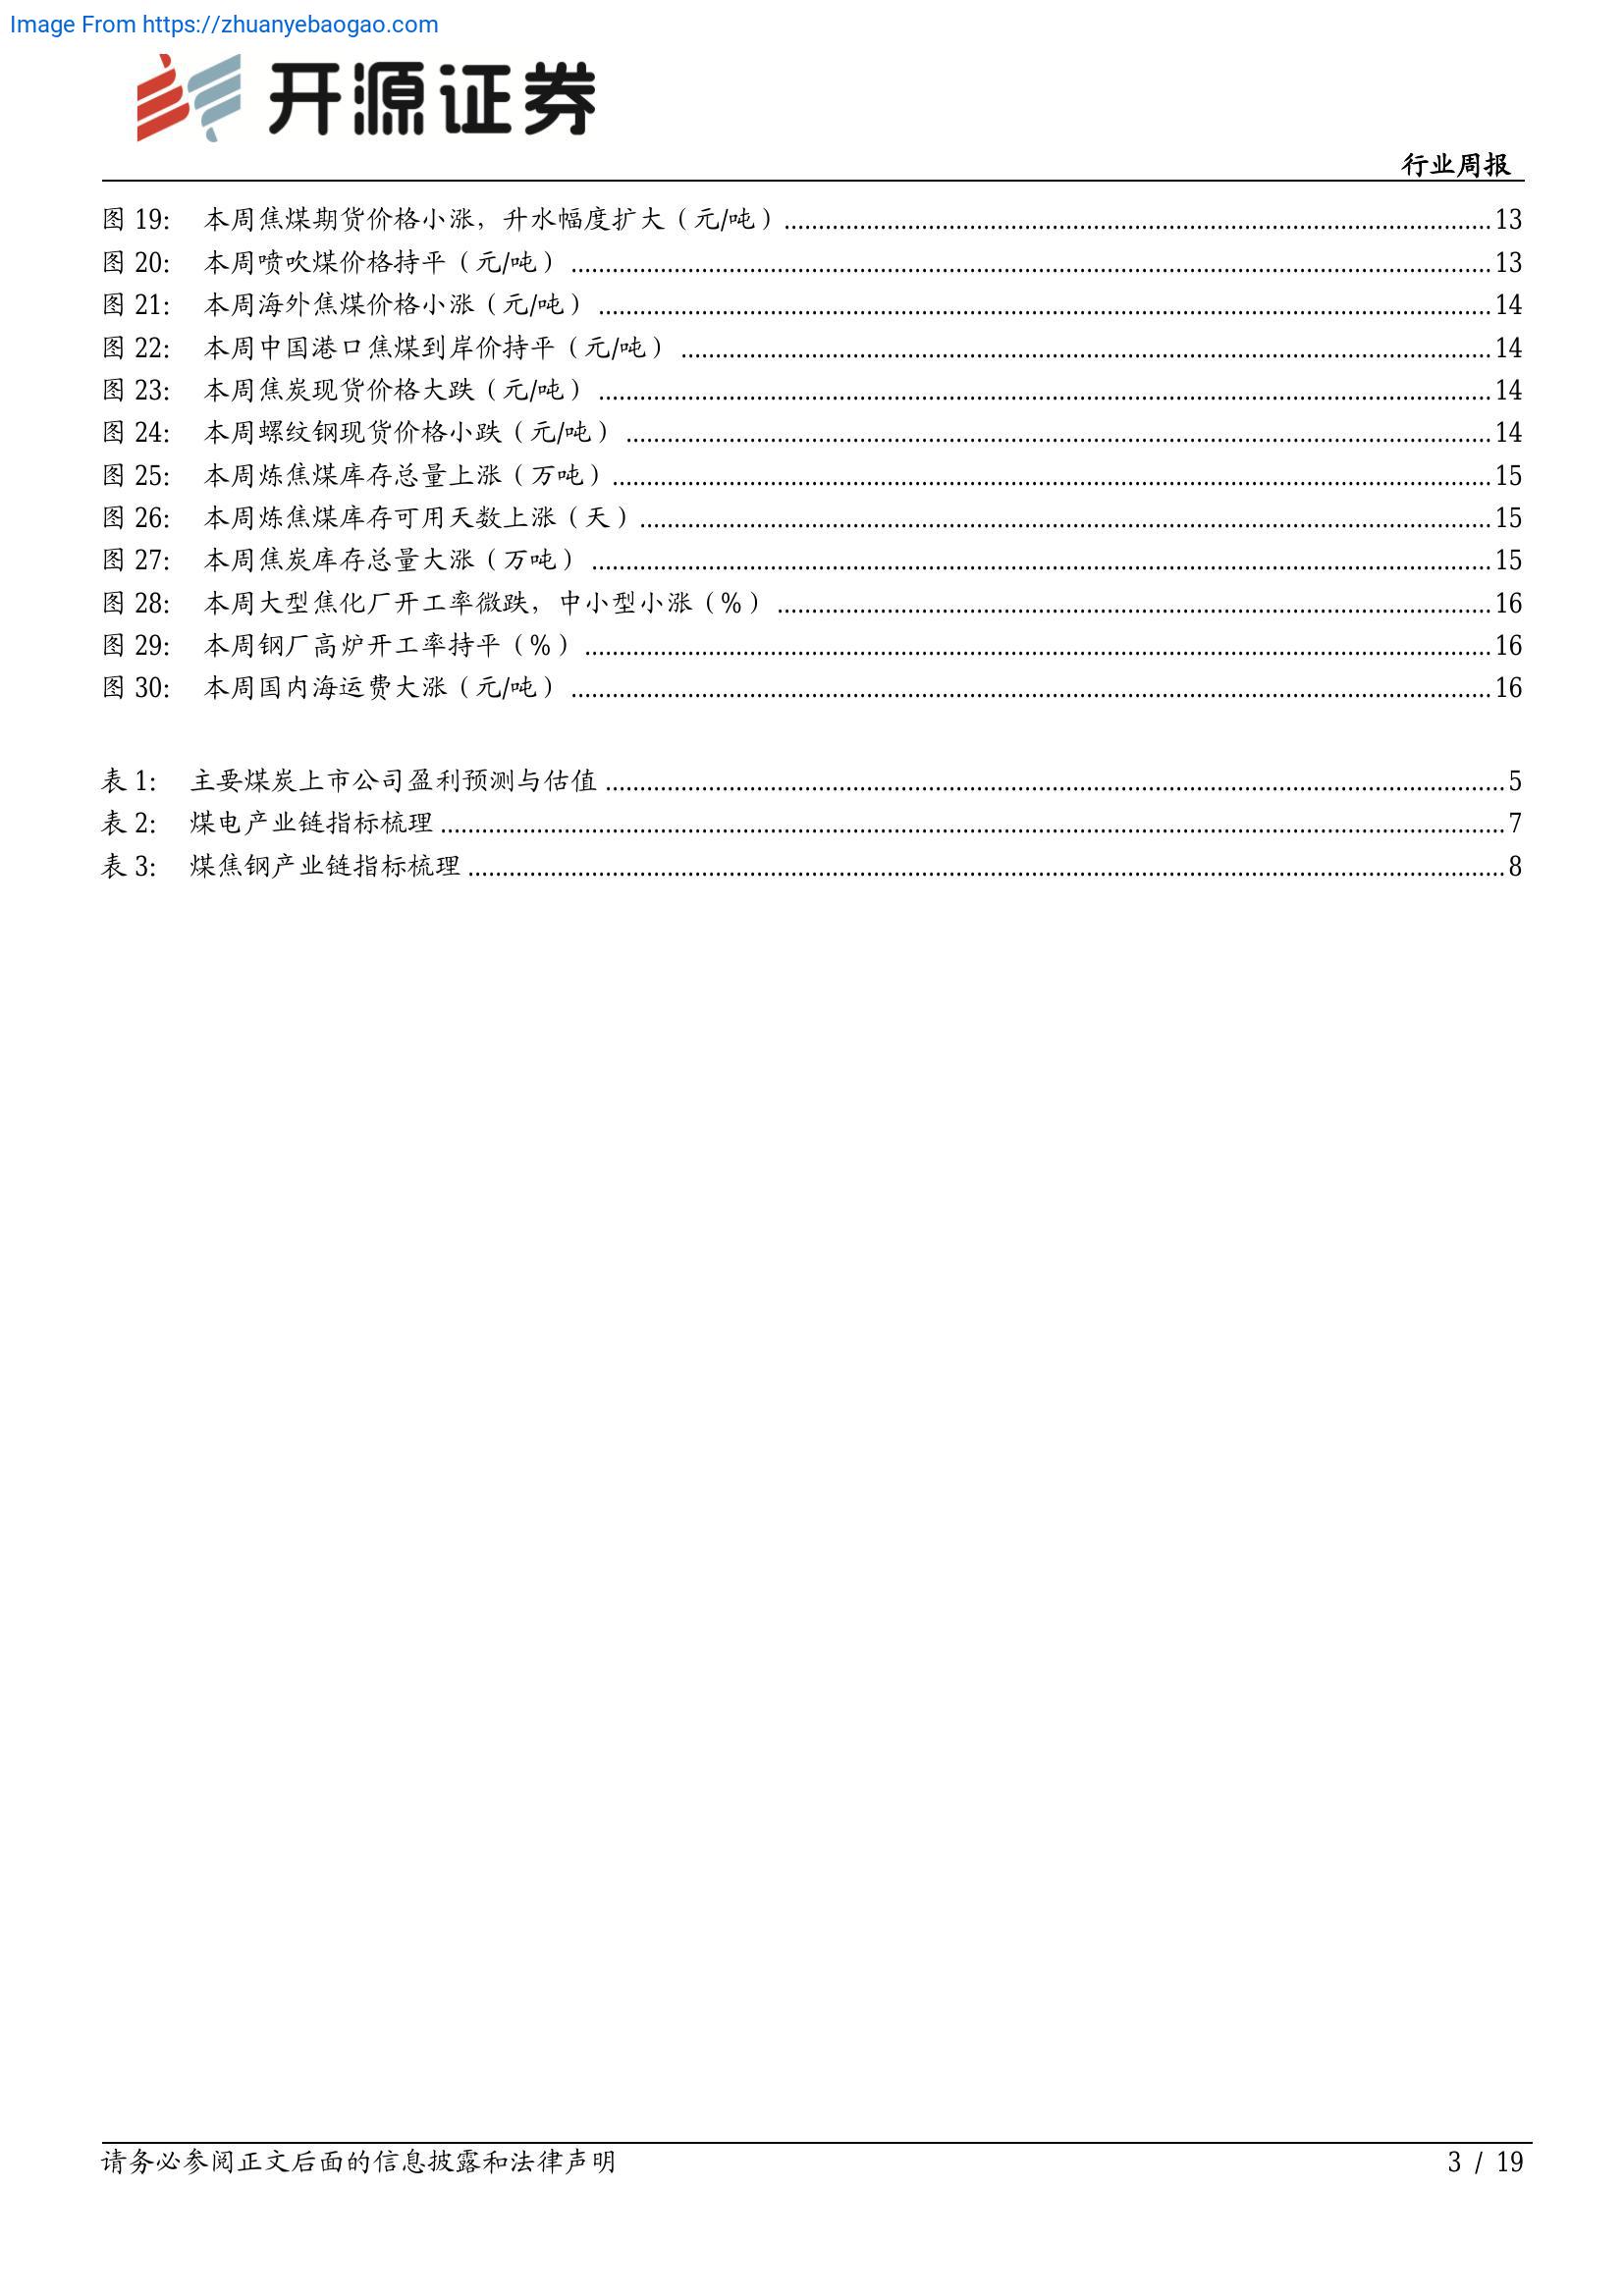 Image From https://zhuanyebaogao.com
开源证券
行业周报
图 19: 本周焦煤期货价格小涨，升水幅度扩大（元/吨）....................13
图 20: 本周喷吹煤价格持平（元/吨）....................13
图 21: 本周海外焦煤价格小涨（元/吨）....................14
图 22: 本周中国港口焦煤到岸价持平（元/吨）....................14
图 23: 本周焦炭现货价格大跌（元/吨）....................14
图 24: 本周螺纹钢现货价格小跌（元/吨）....................14
图 25: 本周炼焦煤库存总量上涨（万吨）....................15
图 26: 本周炼焦煤库存可用天数上涨（天）....................15
图 27: 本周焦炭库存总量大涨（万吨）....................15
图 28: 本周大型焦化厂开工率微跌，中小型小涨（%）....................16
图 29: 本周钢厂高炉开工率持平（%）....................16
图 30: 本周国内海运费大涨（元/吨）....................16
表 1: 主要煤炭上市公司盈利预测与估值....................5
表 2: 煤电产业链指标梳理....................7
表 3: 煤焦钢产业链指标梳理....................8
请务必参阅正文后面的信息披露和法律声明
3 / 19